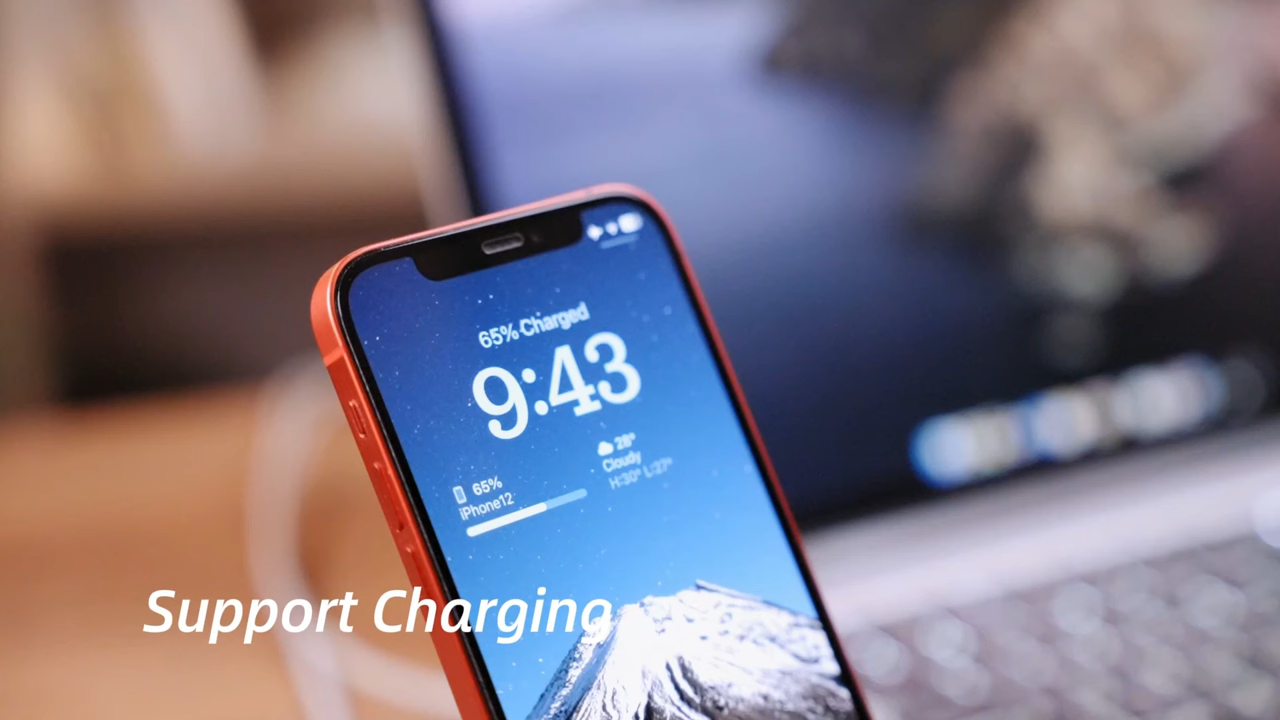 65% Charged
9:43
28°
Cloudy
H:30° L:27°
65%
iPhone12
Support Charging